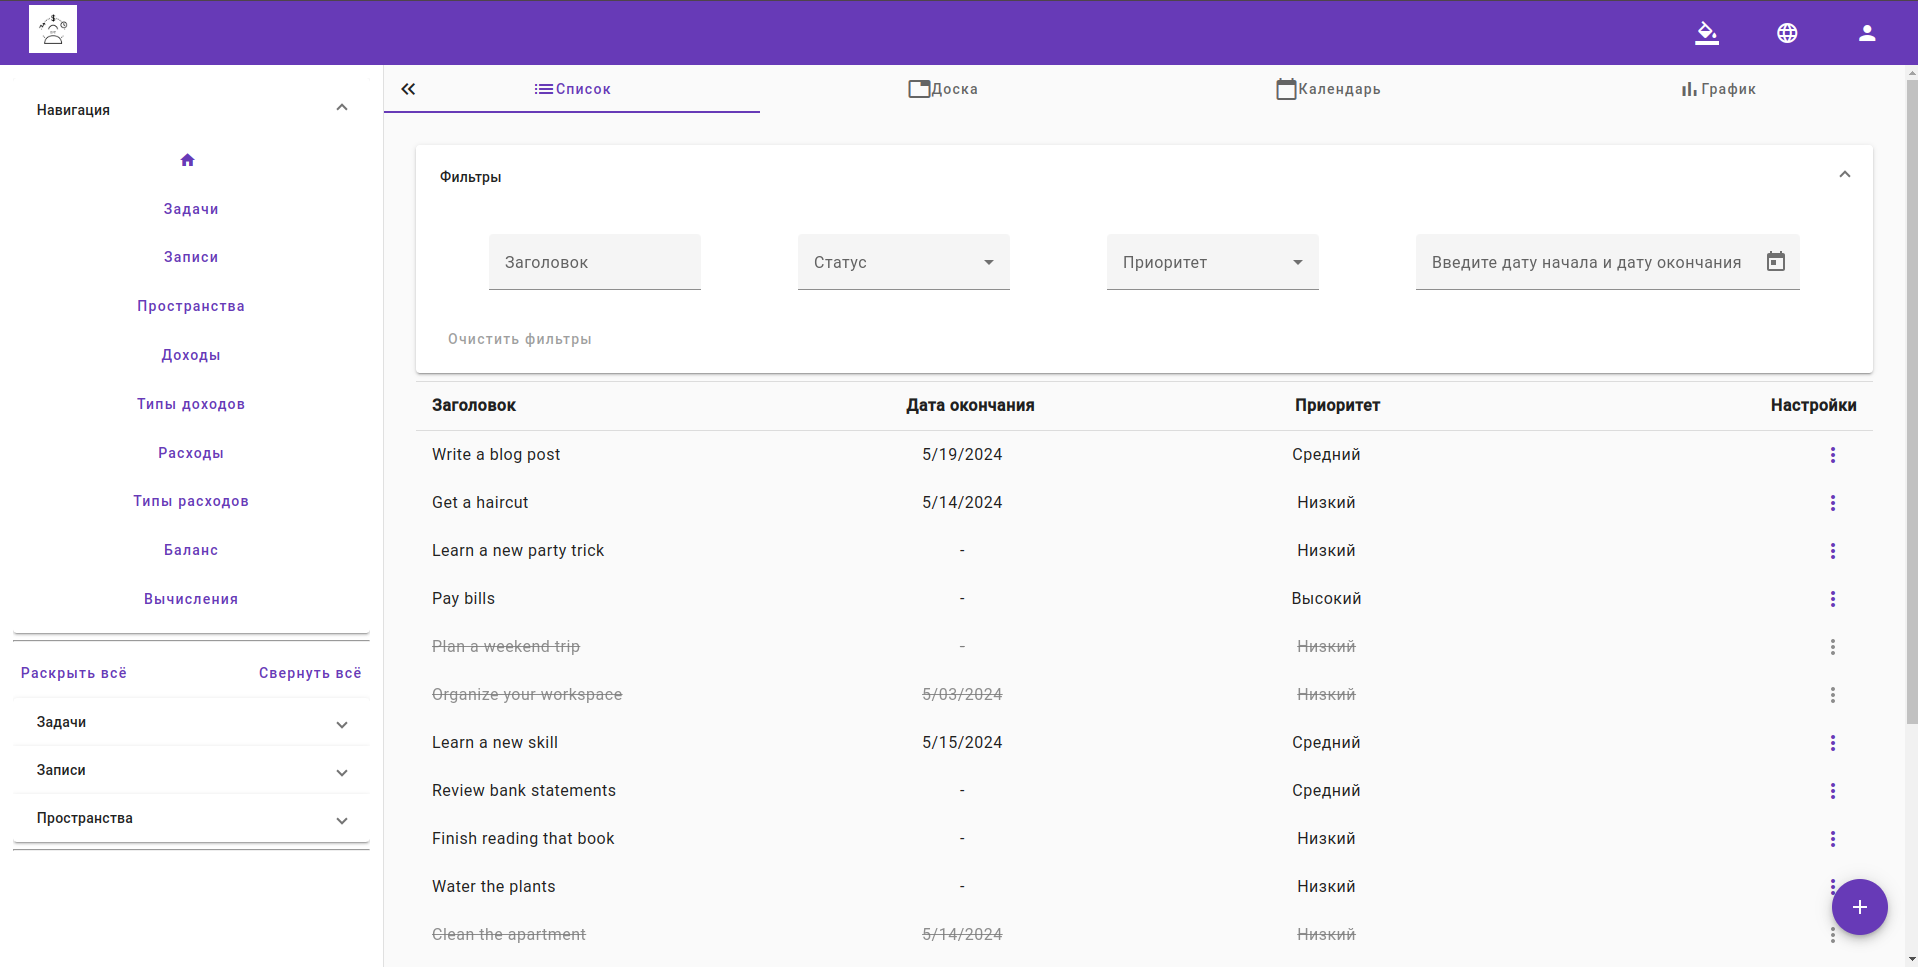 Навигация
Задачи
Записи
Пространства
Доходы
Типы доходов
Расходы
Типы расходов
Баланс
Вычисления
Раскрыть всё Свернуть всё
Задачи
Записи
Пространства
Список Доска Календарь График
Фильтры
Заголовок Статус Приоритет Введите дату начала и дату окончания
Очистить фильтры
Заголовок Дата окончания Приоритет Настройки
Write a blog post 5/19/2024 Средний
Get a haircut 5/14/2024 Низкий
Learn a new party trick - Низкий
Pay bills - Высокий
Plan a weekend trip - Низкий
Organize your workspace 5/03/2024 Низкий
Learn a new skill 5/15/2024 Средний
Review bank statements - Средний
Finish reading that book - Низкий
Water the plants - Низкий
Clean the apartment 5/14/2024 Низкий